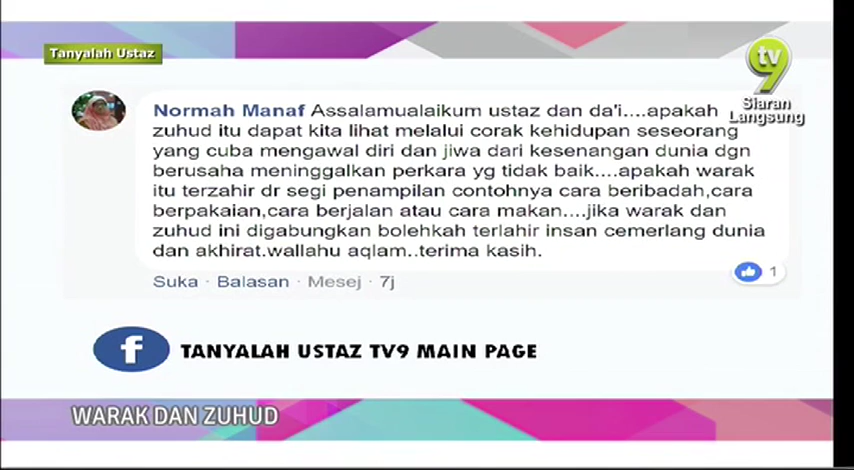 Tanyalah Ustaz
tv
9
Siaran
Langsung
Normah Manaf Assalamualaikum ustaz dan da'i....apakah
zuhud itu dapat kita lihat melalui corak kehidupan seseorang
yang cuba mengawal diri dan jiwa dari kesenangan dunia dgn
berusaha meninggalkan perkara yg tidak baik....apakah warak
itu terzahir dr segi penampilan contohnya cara beribadah,cara
berpakaian,cara berjalan atau cara makan....jika warak dan
zuhud ini digabungkan bolehkah terlahir insan cemerlang dunia
dan akhirat.wallahu aqlam..terima kasih.
1
Suka · Balasan · Mesej · 7j
f TANYALAH USTAZ TV9 MAIN PAGE
WARAK DAN ZUHUD